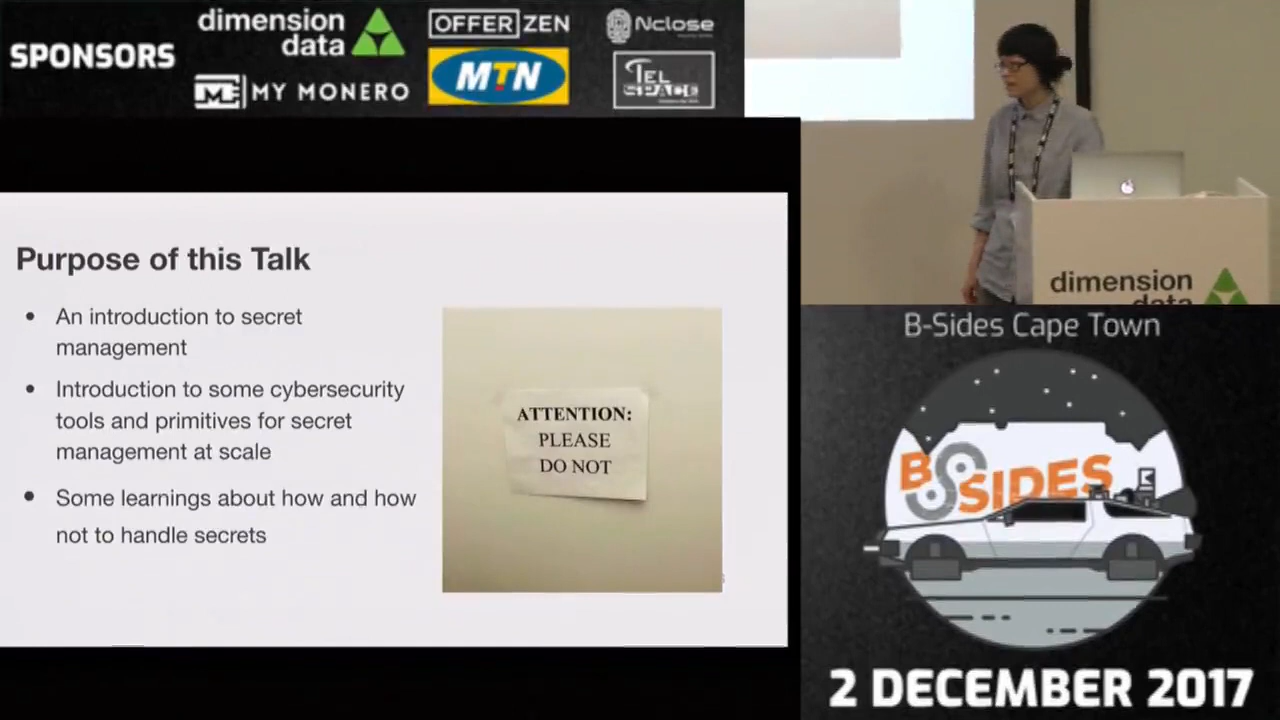 SPONSORS
dimension
data
MY MONERO
OFFER ZEN
MTN
Nclose
TEL
SPACE
Purpose of this Talk
• An introduction to secret
management
• Introduction to some cybersecurity
tools and primitives for secret
management at scale
• Some learnings about how and how
not to handle secrets
ATTENTION:
PLEASE
DO NOT
dimension
data
B-Sides Cape Town
BSIDES
2 DECEMBER 2017